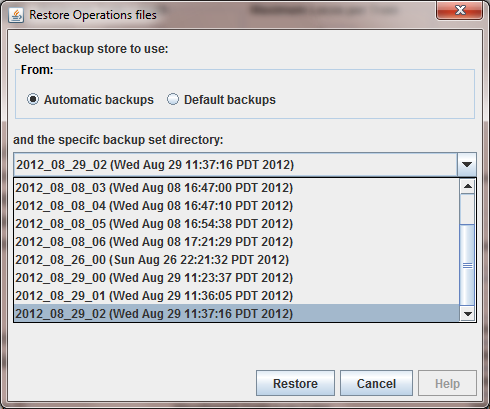 Restore Operations files
Select backup store to use:
From:
Automatic backups Default backups
and the specifc backup set directory:
2012_08_29_02 (Wed Aug 29 11:37:16 PDT 2012)
2012_08_08_03 (Wed Aug 08 16:47:00 PDT 2012)
2012_08_08_04 (Wed Aug 08 16:47:10 PDT 2012)
2012_08_08_05 (Wed Aug 08 16:54:38 PDT 2012)
2012_08_08_06 (Wed Aug 08 17:21:29 PDT 2012)
2012_08_26_00 (Sun Aug 26 22:21:32 PDT 2012)
2012_08_29_00 (Wed Aug 29 11:23:37 PDT 2012)
2012_08_29_01 (Wed Aug 29 11:36:05 PDT 2012)
2012_08_29_02 (Wed Aug 29 11:37:16 PDT 2012)
Restore Cancel Help